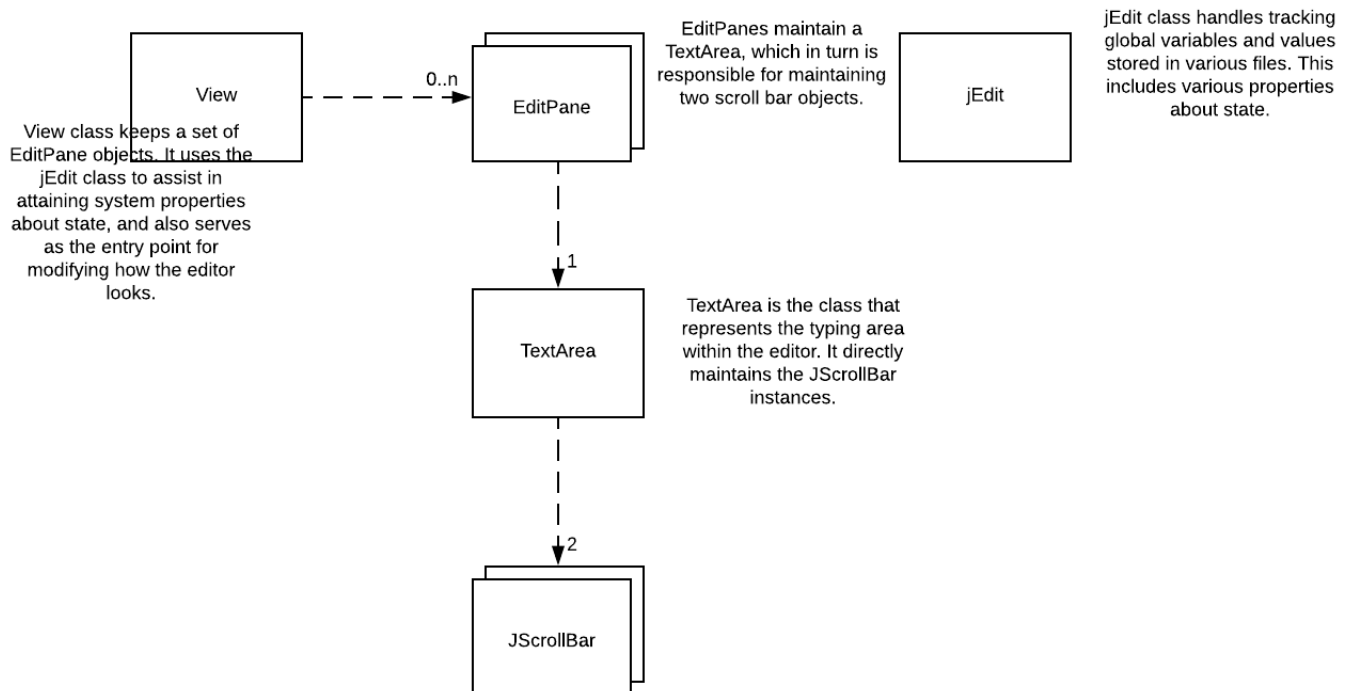 View
View class keeps a set of
EditPane objects. It uses the
jEdit class to assist in
attaining system properties
about state, and also serves
as the entry point for
modifying how the editor
looks.
0..n
EditPane
EditPanes maintain a
TextArea, which in turn is
responsible for maintaining
two scroll bar objects.
jEdit
jEdit class handles tracking
global variables and values
stored in various files. This
includes various properties
about state.
1
TextArea
TextArea is the class that
represents the typing area
within the editor. It directly
maintains the JScrollBar
instances.
2
JScrollBar